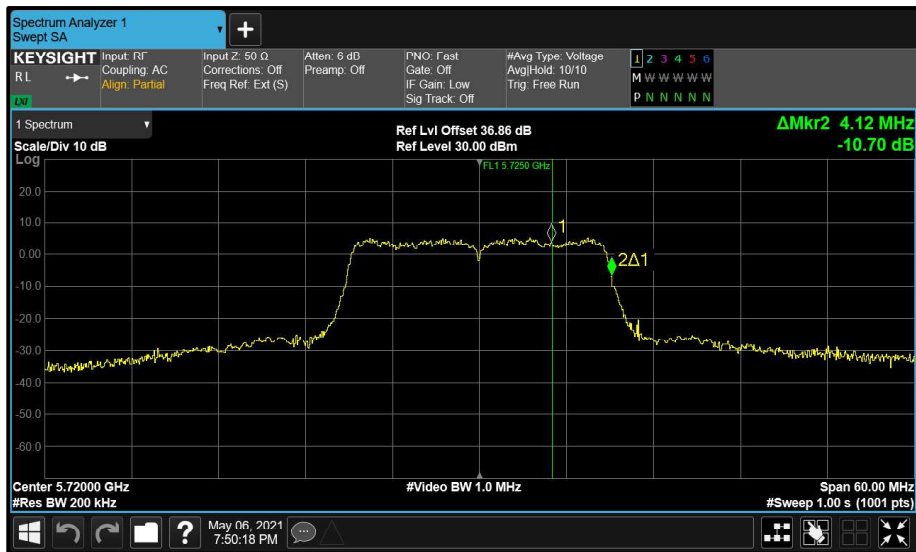 Spectrum Analyzer 1
Swept SA
+
KEYSIGHT Input: RF Input Z: 50 Ω Atten: 6 dB PNO: Fast #Avg Type: Voltage 1 2 3 4 5 6
RL Coupling: AC Corrections: Off Preamp: Off Gate: Off Avg|Hold: 10/10 M W W W W W
Align: Partial Freq Ref: Ext (S) IF Gain: Low Trig: Free Run
LXI Sig Track: Off P N N N N N
1 Spectrum
Ref Lvl Offset 36.86 dB ΔMkr2 4.12 MHz
Scale/Div 10 dB Ref Level 30.00 dBm -10.70 dB
Log
FL1 5.7250 GHz
20.0
10.0
1
0.00
2Δ1
-10.0
-20.0
-30.0
-40.0
-50.0
-60.0
Center 5.72000 GHz #Video BW 1.0 MHz Span 60.00 MHz
#Res BW 200 kHz #Sweep 1.00 s (1001 pts)
? May 06, 2021
7:50:18 PM